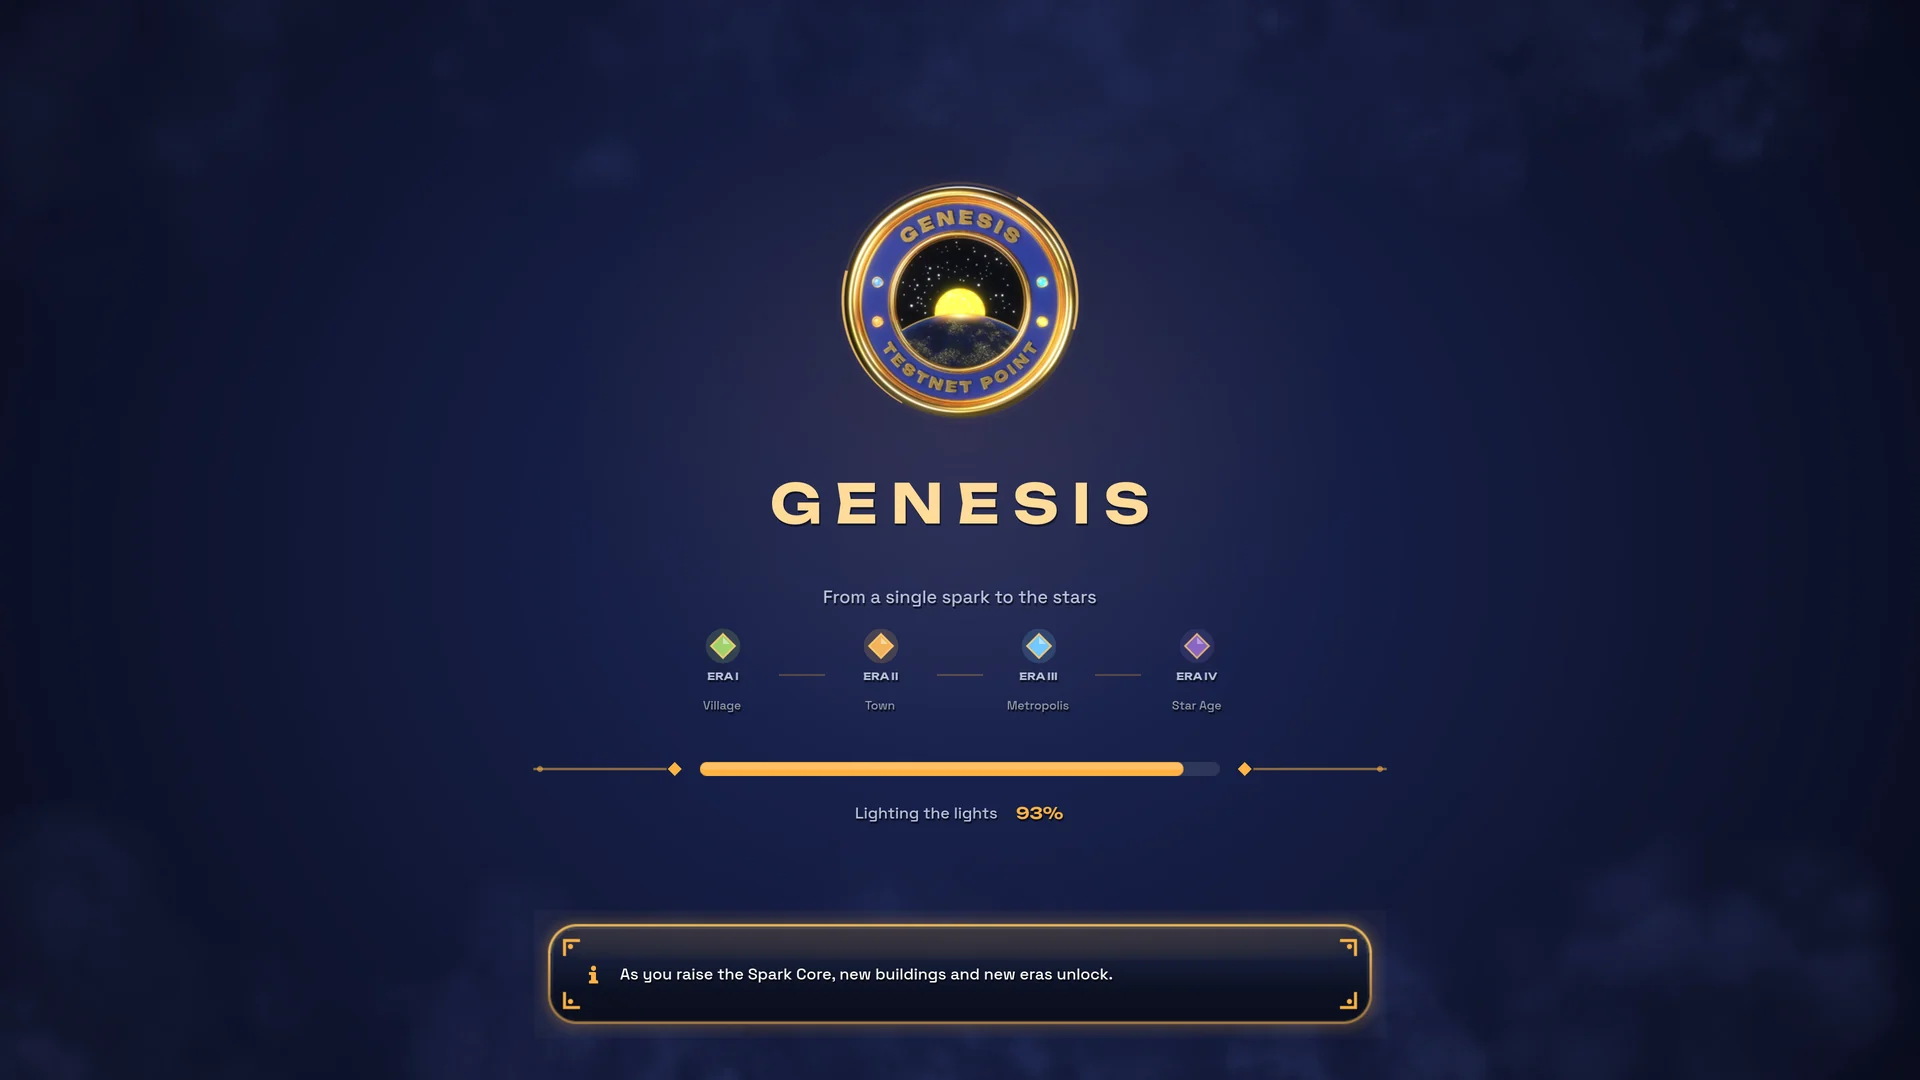 GENESIS
TESTNET POINT
GENESIS
From a single spark to the stars
ERA I
ERA II
ERA III
ERA IV
Village
Town
Metropolis
Star Age
Lighting the lights 93%
As you raise the Spark Core, new buildings and new eras unlock.